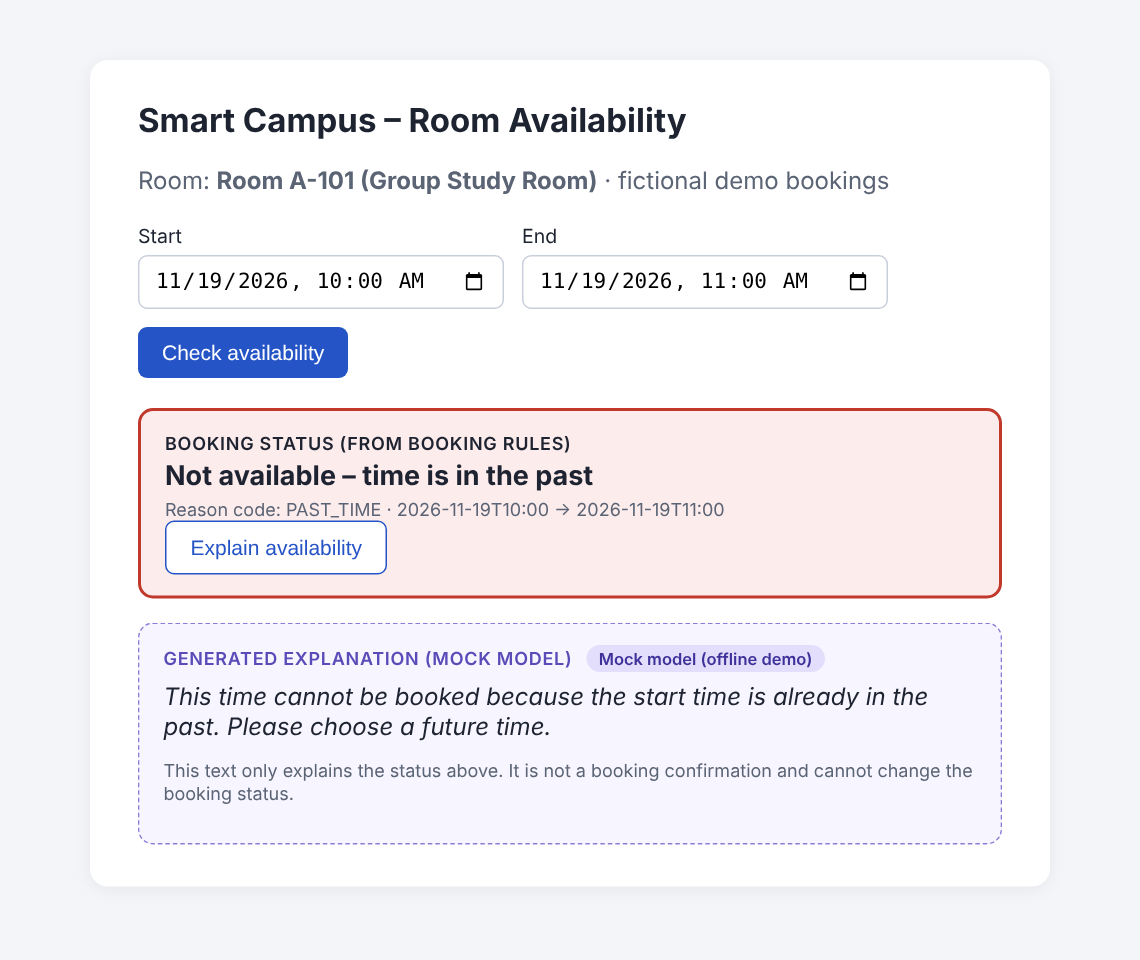 Smart Campus – Room Availability
Room: Room A-101 (Group Study Room) · fictional demo bookings
Start
End
11/19/2026, 10:00 AM
11/19/2026, 11:00 AM
Check availability
BOOKING STATUS (FROM BOOKING RULES)
Not available – time is in the past
Reason code: PAST_TIME · 2026-11-19T10:00 → 2026-11-19T11:00
Explain availability
GENERATED EXPLANATION (MOCK MODEL) Mock model (offline demo)
This time cannot be booked because the start time is already in the
past. Please choose a future time.
This text only explains the status above. It is not a booking confirmation and cannot change the
booking status.